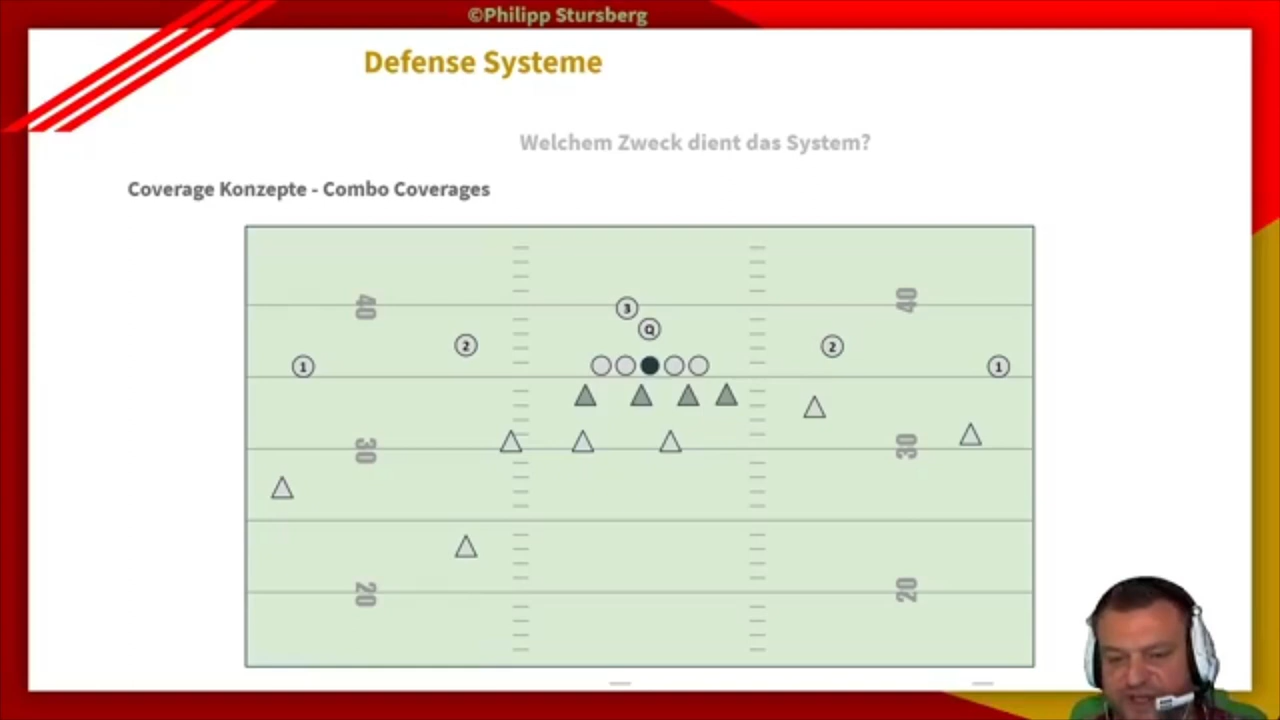 ©Philipp Stursberg
Defense Systeme
Welchem Zweck dient das System?
Coverage Konzepte - Combo Coverages
40 40
3
Q
2 2
1 1
30 30
20 20